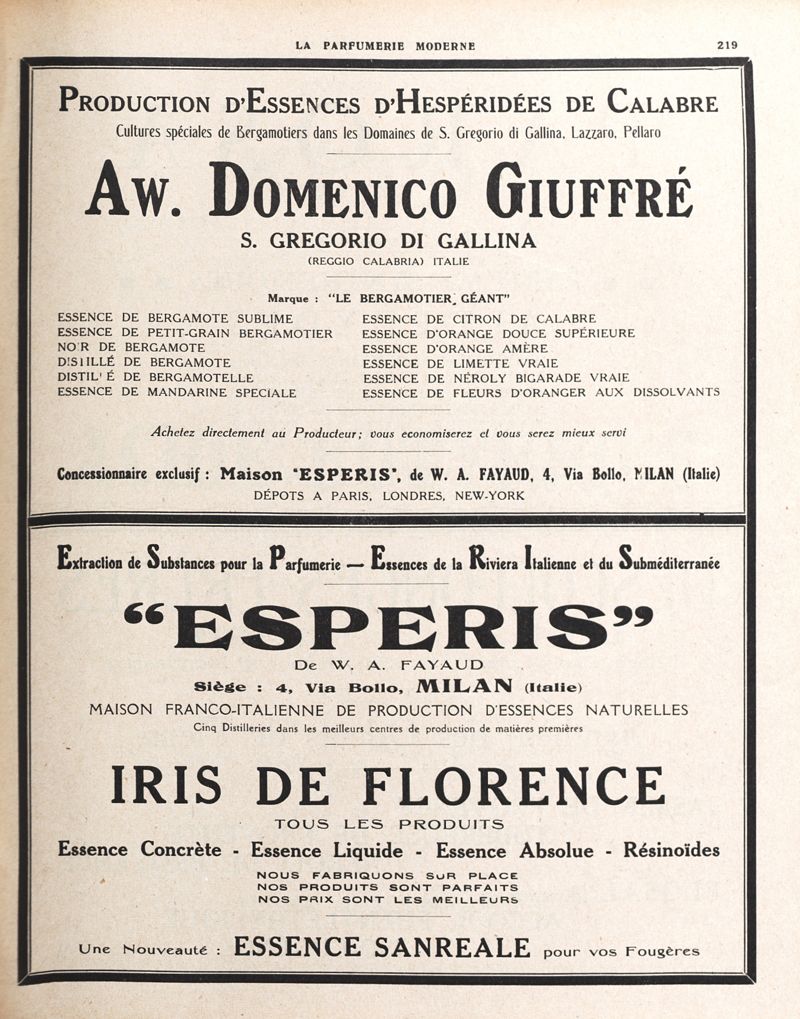 LA PARFUMERIE MODERNE 219
PRODUCTION D'ESSENCES D'HESPÉRIDÉES DE CALABRE
Cultures spéciales de Bergamotiers dans les Domaines de S. Gregorio di Gallina, Lazzaro, Pellaro
AW. DOMENICO GIUFFRÉ
S. GREGORIO DI GALLINA
(REGGIO CALABRIA) ITALIE
Marque : "LE BERGAMOTIER GÉANT"
ESSENCE DE BERGAMOTE SUBLIME
ESSENCE DE PETIT-GRAIN BERGAMOTIER
NO'R DE BERGAMOTE
DISTILLÉ DE BERGAMOTE
DISTIL'É DE BERGAMOTELLE
ESSENCE DE MANDARINE SPECIALE
ESSENCE DE CITRON DE CALABRE
ESSENCE D'ORANGE DOUCE SUPÉRIEURE
ESSENCE D'ORANGE AMÈRE
ESSENCE DE LIMETTE VRAIE
ESSENCE DE NÉROLY BIGARADE VRAIE
ESSENCE DE FLEURS D'ORANGER AUX DISSOLVANTS
Achetez directement au Producteur; vous economiserez et vous serez mieux servi
Concessionnaire exclusif : Maison "ESPERIS", de W. A. FAYAUD, 4, Via Bollo, MILAN (Italie)
DÉPOTS A PARIS, LONDRES, NEW-YORK
Extraction de Substances pour la Parfumerie — Essences de la Riviera Italienne et du Subméditerranée
"ESPERIS"
De W. A. FAYAUD
Siège : 4, Via Bollo, MILAN (Italie)
MAISON FRANCO-ITALIENNE DE PRODUCTION D'ESSENCES NATURELLES
Cinq Distilleries dans les meilleurs centres de production de matières premières
IRIS DE FLORENCE
TOUS LES PRODUITS
Essence Concrète - Essence Liquide - Essence Absolue - Résinoïdes
NOUS FABRIQUONS SUR PLACE
NOS PRODUITS SONT PARFAITS
NOS PRIX SONT LES MEILLEURS
Une Nouveauté : ESSENCE SANREALE pour vos Fougères